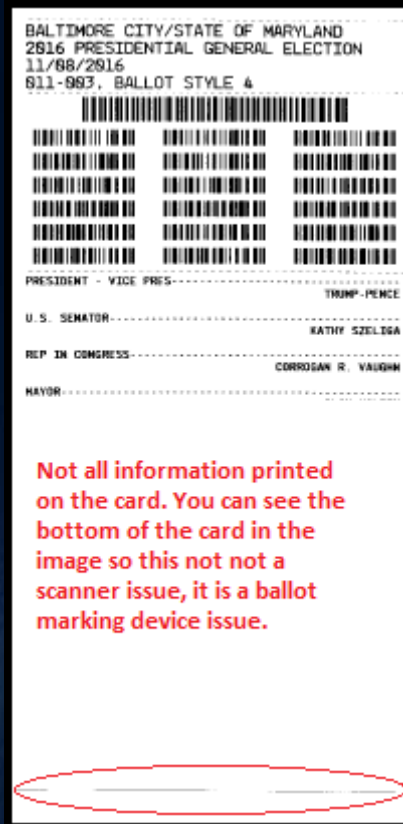 BALTIMORE CITY/STATE OF MARYLAND
2016 PRESIDENTIAL GENERAL ELECTION
11/08/2016
011-003, BALLOT STYLE 4
PRESIDENT - VICE PRES
TRUMP-PENCE
U.S. SENATOR
KATHY SZELIGA
REP IN CONGRESS
CORROGAN R. VAUGHN
MAYOR
Not all information printed
on the card. You can see the
bottom of the card in the
image so this not not a
scanner issue, it is a ballot
marking device issue.